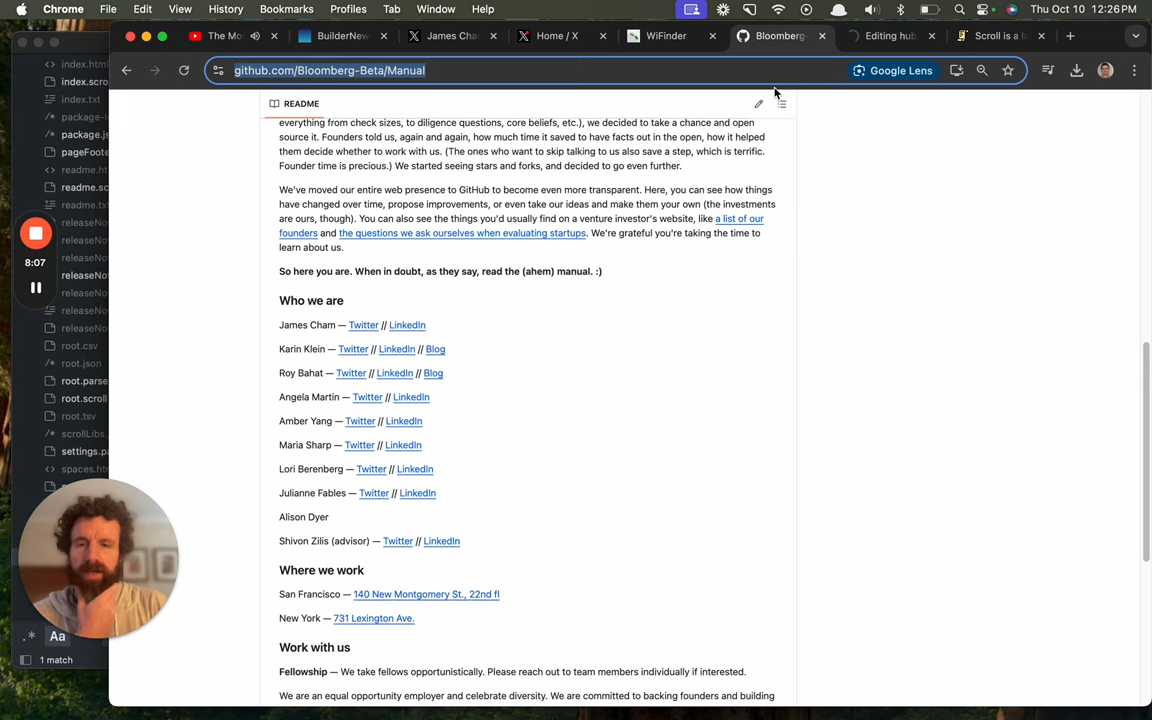 Chrome File Edit View History Bookmarks Profiles Tab Window Help Thu Oct 10 12:26 PM
The Mo BuilderNew James Cha Home / X WiFinder Bloomberg- Editing hub Scroll is a la
github.com/Bloomberg-Beta/Manual Google Lens
index.html
index.scro
index.txt
package-l
package.js
pageFoote
readme.ht
readme.sc
readme.txt
releaseNo
releaseNo
releaseNo
releaseNo
releaseNo
releaseNo
releaseNo
root.csv
root.json
root.parse
root.scroll
root.tsv
scrollLibs.
settings.pa
spaces.htm
8:07
.* Aa
1 match
README
everything from check sizes, to diligence questions, core beliefs, etc.), we decided to take a chance and open
source it. Founders told us, again and again, how much time it saved to have facts out in the open, how it helped
them decide whether to work with us. (The ones who want to skip talking to us also save a step, which is terrific.
Founder time is precious.) We started seeing stars and forks, and decided to go even further.
We've moved our entire web presence to GitHub to become even more transparent. Here, you can see how things
have changed over time, propose improvements, or even take our ideas and make them your own (the investments
are ours, though). You can also see the things you'd usually find on a venture investor's website, like a list of our
founders and the questions we ask ourselves when evaluating startups. We're grateful you're taking the time to
learn about us.
So here you are. When in doubt, as they say, read the (ahem) manual. :)
Who we are
James Cham — Twitter // LinkedIn
Karin Klein — Twitter // LinkedIn // Blog
Roy Bahat — Twitter // LinkedIn // Blog
Angela Martin — Twitter // LinkedIn
Amber Yang — Twitter // LinkedIn
Maria Sharp — Twitter // LinkedIn
Lori Berenberg — Twitter // LinkedIn
Julianne Fables — Twitter // LinkedIn
Alison Dyer
Shivon Zilis (advisor) — Twitter // LinkedIn
Where we work
San Francisco — 140 New Montgomery St., 22nd fl
New York — 731 Lexington Ave.
Work with us
Fellowship — We take fellows opportunistically. Please reach out to team members individually if interested.
We are an equal opportunity employer and celebrate diversity. We are committed to backing founders and building